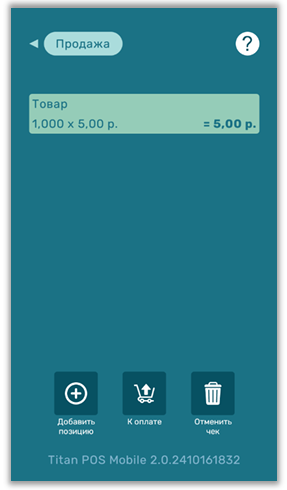 Продажа
?
Товар
1,000 x 5,00 р. = 5,00 р.
Добавить позицию
К оплате
Отменить чек
Titan POS Mobile 2.0.2410161832